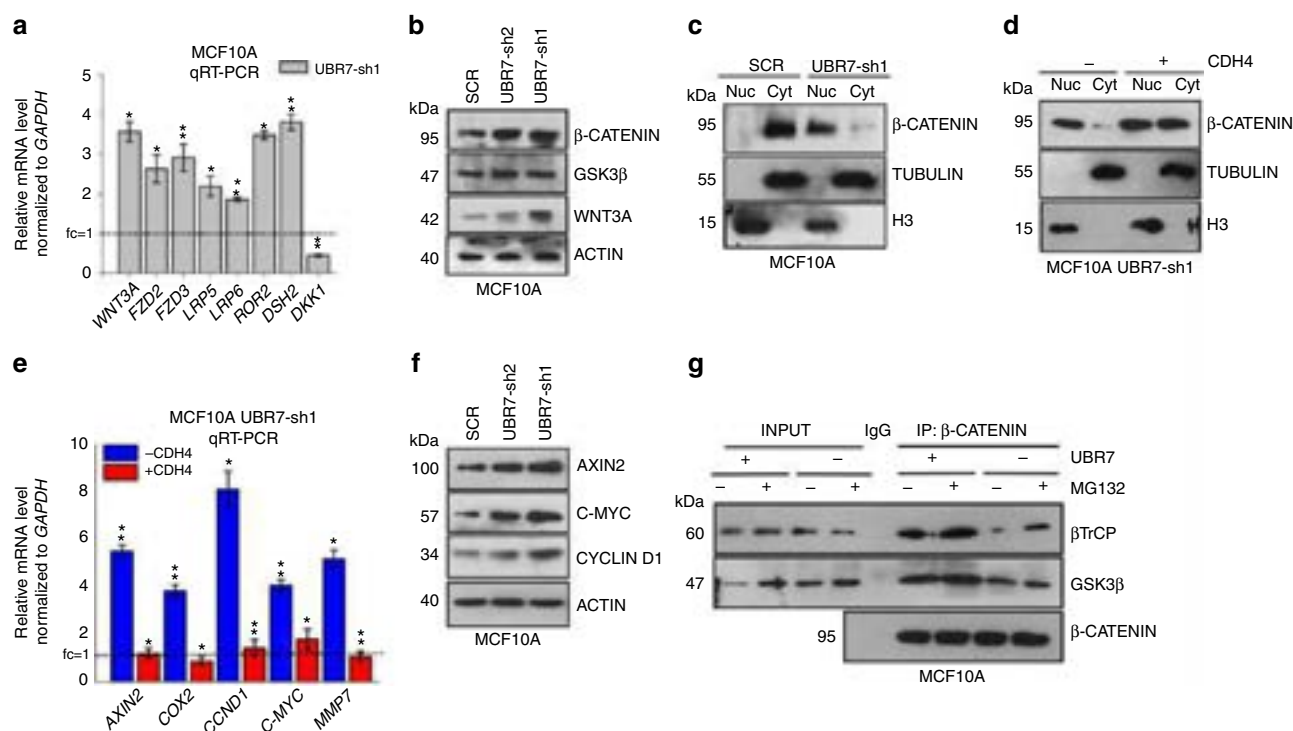 a
MCF10A
qRT-PCR
UBR7-sh1
Relative mRNA level
normalized to GAPDH
5
4
3
2
fc=1
0
* * ** * ** * ** **
WNT3A FZD2 FZD3 LRP5 LRP6 ROR2 DSH2 DKK1
b
SCR UBR7-sh2 UBR7-sh1
kDa
95 β-CATENIN
47 GSK3β
42 WNT3A
40 ACTIN
MCF10A
c
SCR UBR7-sh1
kDa Nuc Cyt Nuc Cyt
95 β-CATENIN
55 TUBULIN
15 H3
MCF10A
d
– + CDH4
kDa Nuc Cyt Nuc Cyt
95 β-CATENIN
55 TUBULIN
15 H3
MCF10A UBR7-sh1
e
MCF10A UBR7-sh1
qRT-PCR
–CDH4
+CDH4
Relative mRNA level
normalized to GAPDH
10
8
6
4
2
fc=1
0
** * ** * * ** ** * * **
AXIN2 COX2 CCND1 C-MYC MMP7
f
SCR UBR7-sh2 UBR7-sh1
kDa
100 AXIN2
57 C-MYC
34 CYCLIN D1
40 ACTIN
MCF10A
g
INPUT IgG IP: β-CATENIN
+ – + – UBR7
– + – + – + – + MG132
kDa
60 βTrCP
47 GSK3β
95 β-CATENIN
MCF10A